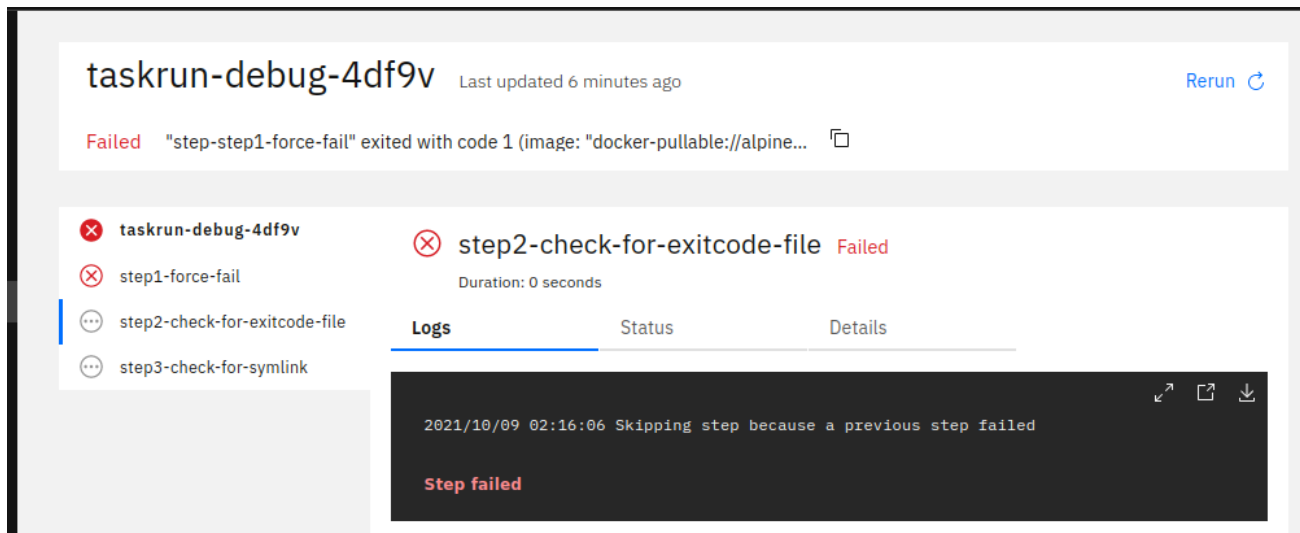 taskrun-debug-4df9v Last updated 6 minutes ago Rerun
Failed "step-step1-force-fail" exited with code 1 (image: "docker-pullable://alpine...
taskrun-debug-4df9v
step1-force-fail
step2-check-for-exitcode-file
step3-check-for-symlink
step2-check-for-exitcode-file Failed
Duration: 0 seconds
Logs Status Details
2021/10/09 02:16:06 Skipping step because a previous step failed
Step failed